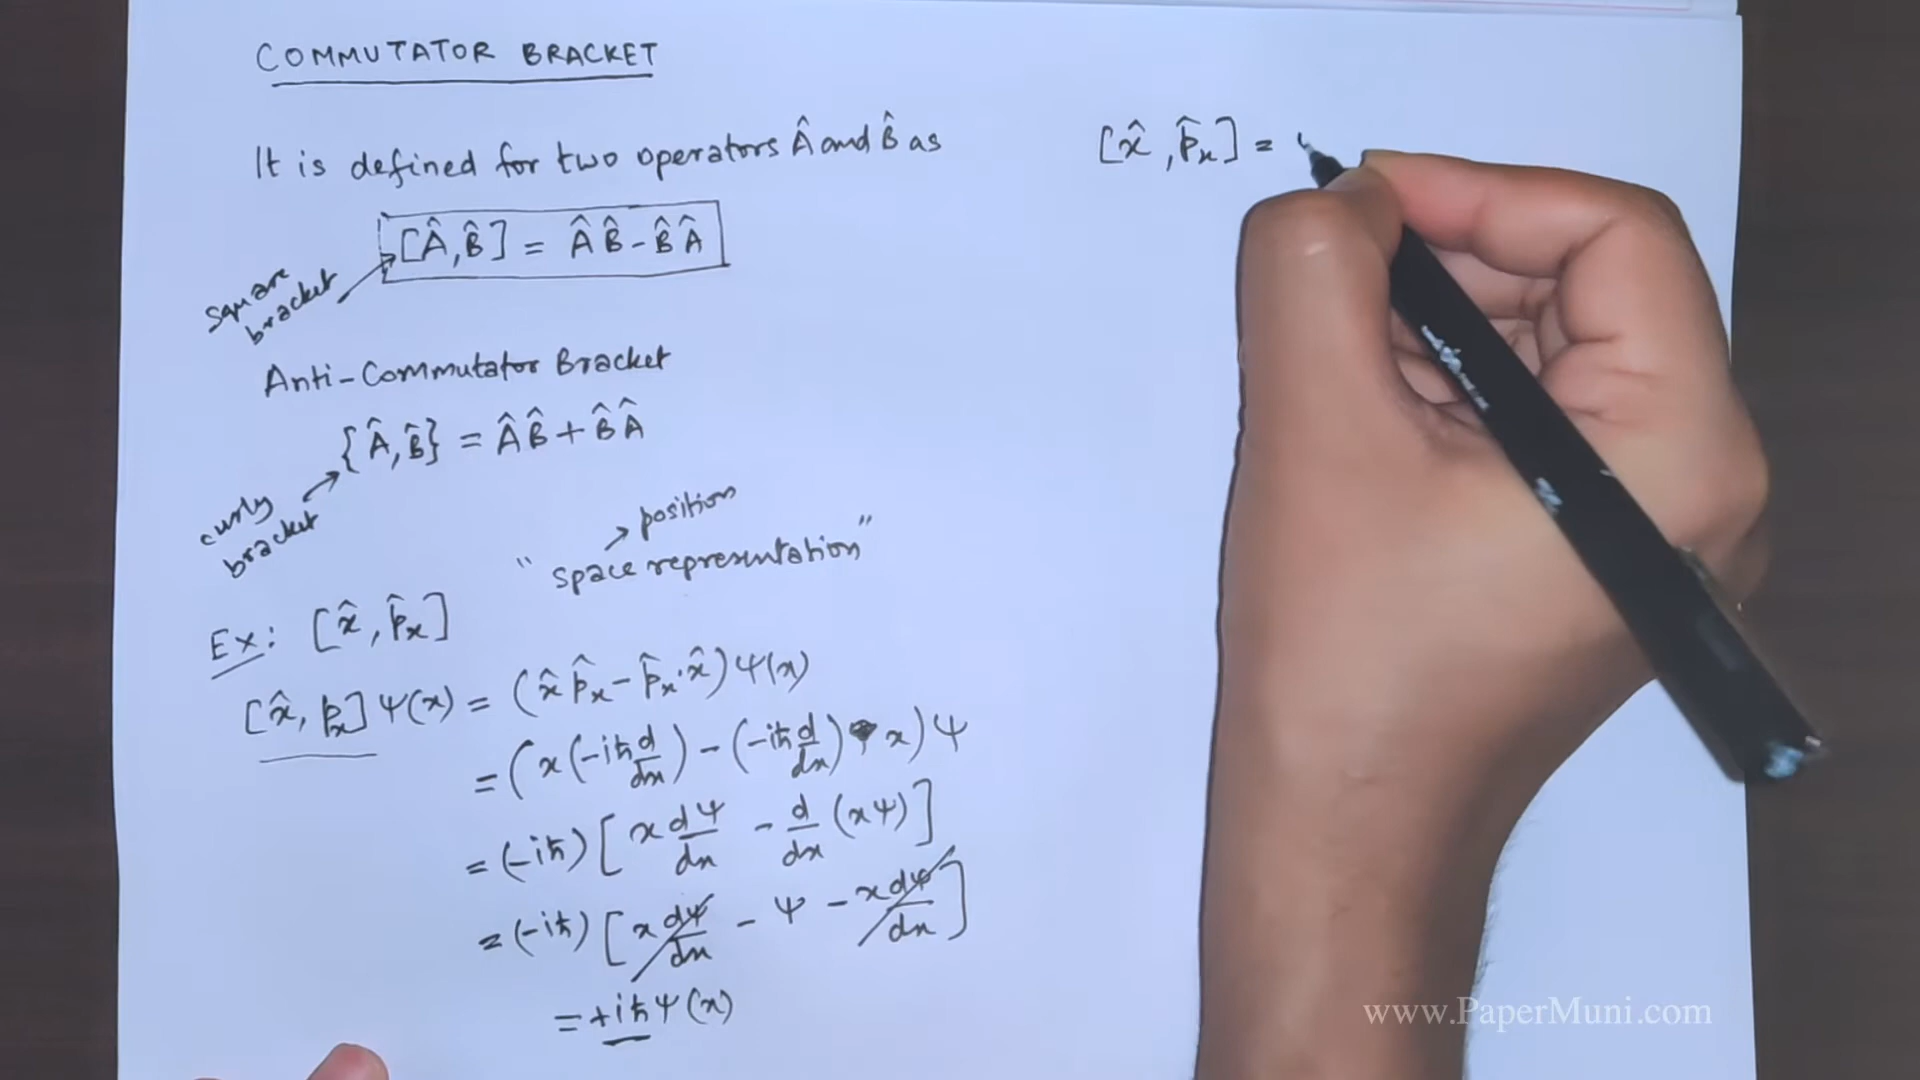 COMMUTATOR BRACKET
It is defined for two operators Â and B̂ as
[Â,B̂] = ÂB̂-B̂Â
square
bracket
Anti-Commutator Bracket
{Â,B̂} = ÂB̂+B̂Â
curly
bracket
position
"space representation"
Ex: [x̂,p̂ₓ]
[x̂, pₓ]Ψ(x) = (x̂p̂ₓ-p̂ₓ·x̂)Ψ(x)
= (x(-iħ d/dx) - (-iħ d/dx) x)Ψ
= (-iħ)[x dΨ/dx - d/dx (xΨ)]
= (-iħ)[x dΨ/dx - Ψ - x dΨ/dx]
= +iħΨ(x)
[x̂,p̂ₓ] =
www.PaperMuni.com